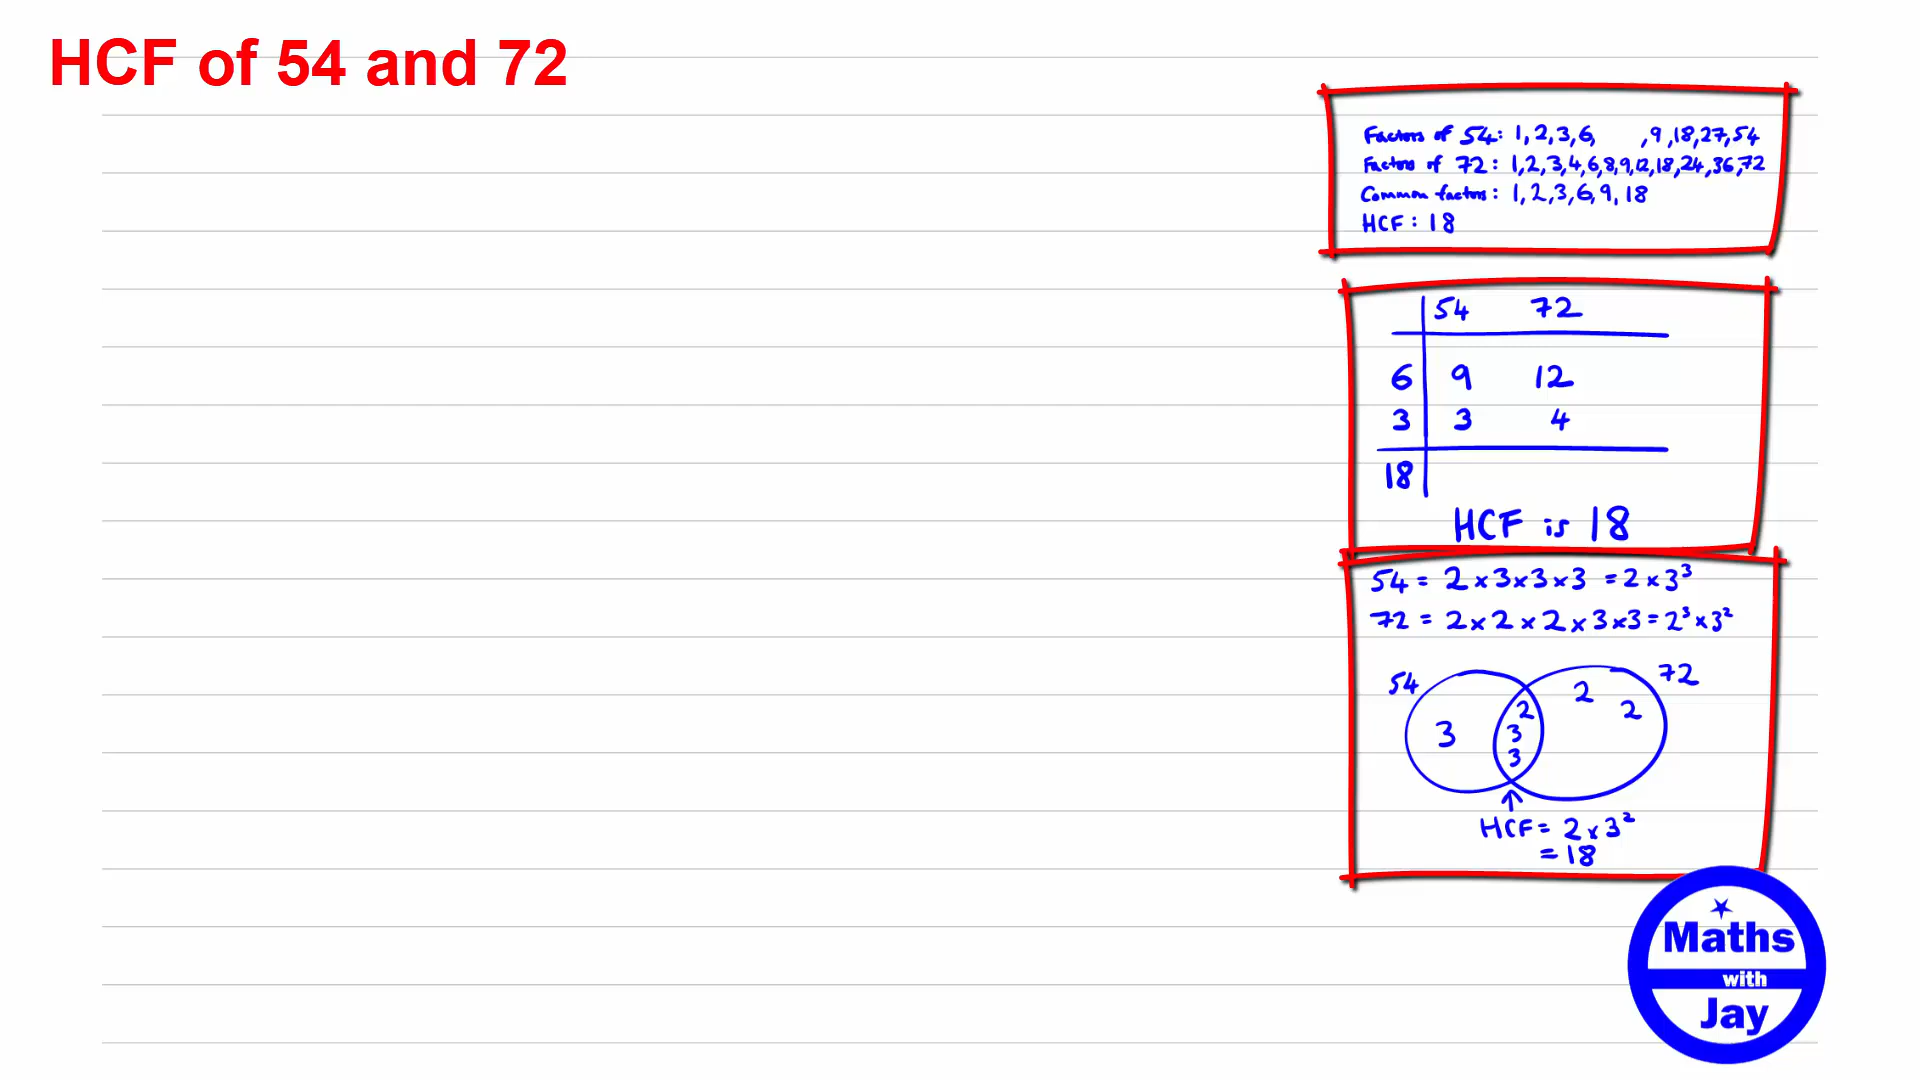 HCF of 54 and 72
Factors of 54: 1, 2, 3, 6, , 9, 18, 27, 54
Factors of 72: 1, 2, 3, 4, 6, 8, 9, 12, 18, 24, 36, 72
Common factors: 1, 2, 3, 6, 9, 18
HCF: 18
54 72
6 9 12
3 3 4
18
HCF is 18
54 = 2 × 3 × 3 × 3 = 2 × 3³
72 = 2 × 2 × 2 × 3 × 3 = 2³ × 3²
54 72
2
2 2
3 3
3
HCF = 2 × 3²
= 18
Maths
with
Jay